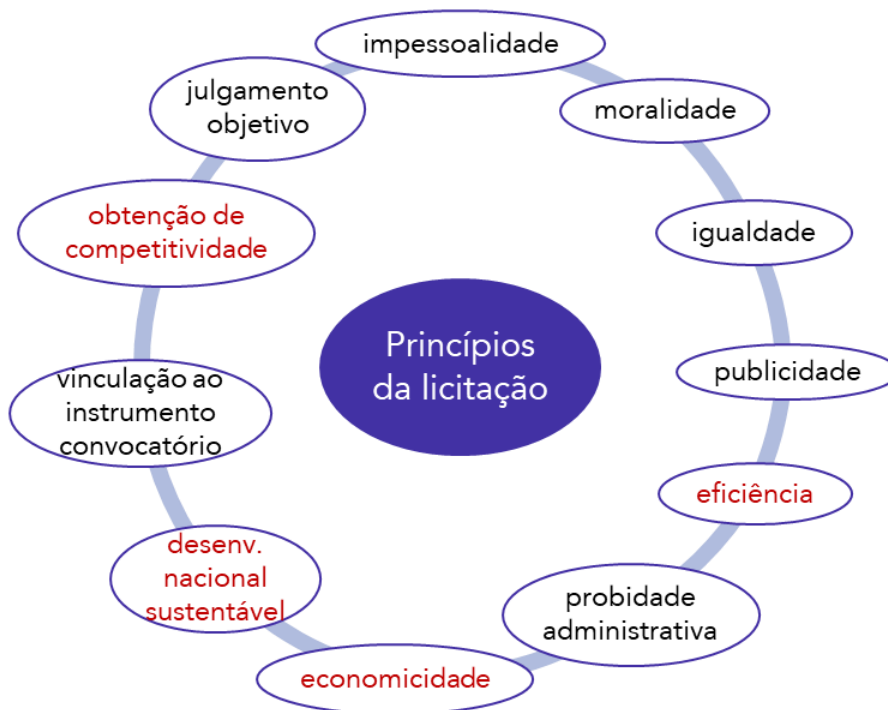 impessoalidade
moralidade
igualdade
publicidade
eficiência
probidade
administrativa
economicidade
desenv.
nacional
sustentável
vinculação ao
instrumento
convocatório
obtenção de
competitividade
julgamento
objetivo
Princípios
da licitação